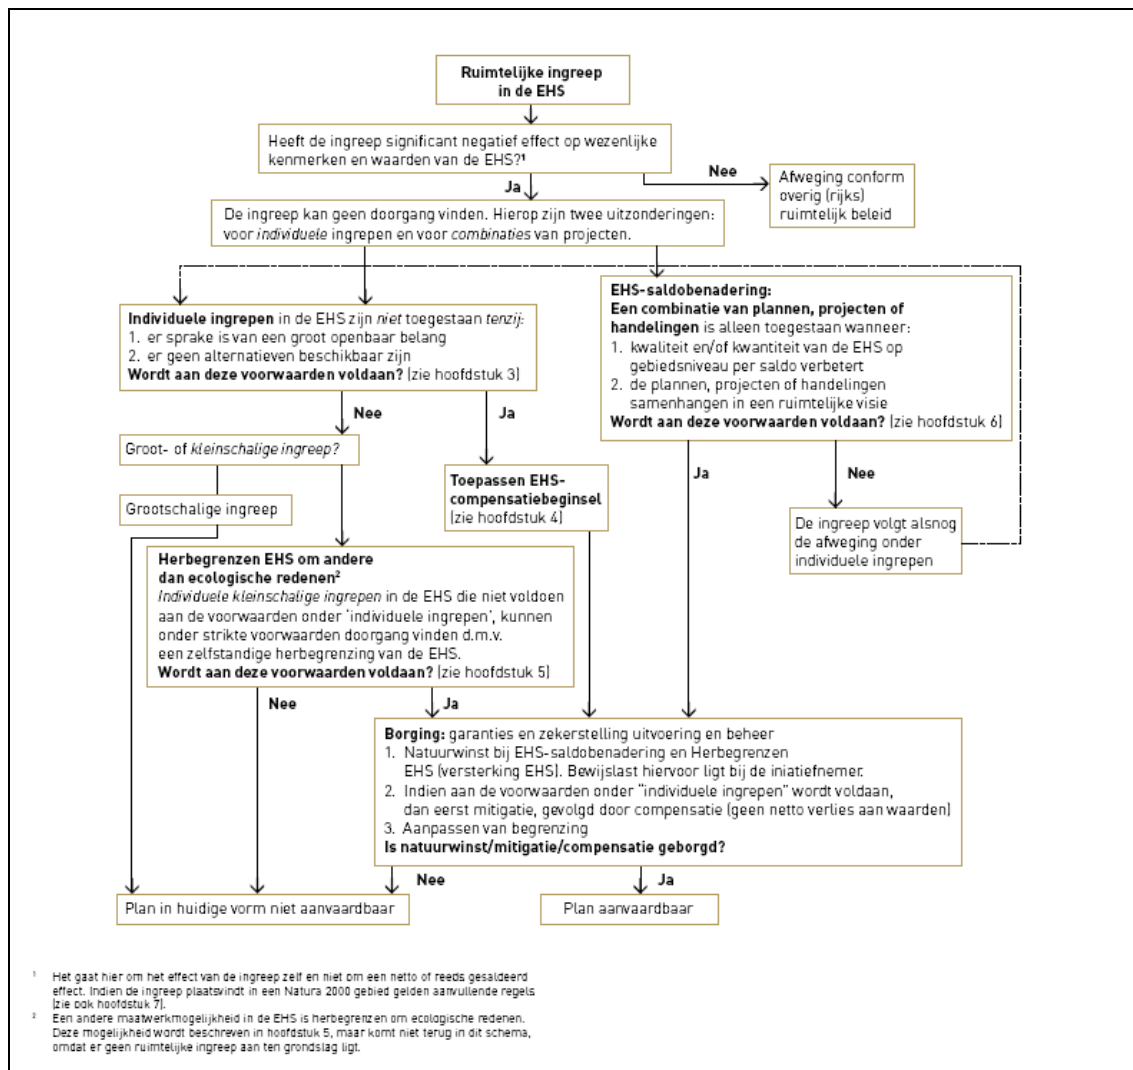 Ruimtelijke ingreep
in de EHS
Heeft de ingreep significant negatief effect op wezenlijke
kenmerken en waarden van de EHS?¹
Nee
Afweging conform
overig (rijks)
ruimtelijk beleid
Ja
De ingreep kan geen doorgang vinden. Hierop zijn twee uitzonderingen:
voor individuele ingrepen en voor combinaties van projecten.
Individuele ingrepen in de EHS zijn niet toegestaan tenzij:
1. er sprake is van een groot openbaar belang
2. er geen alternatieven beschikbaar zijn
Wordt aan deze voorwaarden voldaan? (zie hoofdstuk 3)
EHS-saldobenadering:
Een combinatie van plannen, projecten of
handelingen is alleen toegestaan wanneer:
1. kwaliteit en/of kwantiteit van de EHS op
gebiedsniveau per saldo verbetert
2. de plannen, projecten of handelingen
samenhangen in een ruimtelijke visie
Wordt aan deze voorwaarden voldaan? (zie hoofdstuk 6)
Nee
Ja
Groot- of kleinschalige ingreep?
Grootschalige ingreep
Toepassen EHS-
compensatiebeginsel
(zie hoofdstuk 4)
Ja
Nee
De ingreep volgt alsnog
de afweging onder
individuele ingrepen
Herbegrenzen EHS om andere
dan ecologische redenen²
Individuele kleinschalige ingrepen in de EHS die niet voldoen
aan de voorwaarden onder 'individuele ingrepen', kunnen
onder strikte voorwaarden doorgang vinden d.m.v.
een zelfstandige herbegrenzing van de EHS.
Wordt aan deze voorwaarden voldaan? (zie hoofdstuk 5)
Nee
Ja
Borging: garanties en zekerstelling uitvoering en beheer
1. Natuurwinst bij EHS-saldobenadering en Herbegrenzen
EHS (versterking EHS). Bewijslast hiervoor ligt bij de iniatiefnemer.
2. Indien aan de voorwaarden onder "individuele ingrepen" wordt voldaan,
dan eerst mitigatie, gevolgd door compensatie (geen netto verlies aan waarden)
3. Aanpassen van begrenzing
Is natuurwinst/mitigatie/compensatie geborgd?
Nee
Ja
Plan in huidige vorm niet aanvaardbaar
Plan aanvaardbaar
¹ Het gaat hier om het effect van de ingreep zelf en niet om een netto of reeds gesaldeerd
effect. Indien de ingreep plaatsvindt in een Natura 2000 gebied gelden aanvullende regels
(zie ook hoofdstuk 7).
² Een andere maatwerkmogelijkheid in de EHS is herbegrenzen om ecologische redenen.
Deze mogelijkheid wordt beschreven in hoofdstuk 5, maar komt niet terug in dit schema,
omdat er geen ruimtelijke ingreep aan ten grondslag ligt.